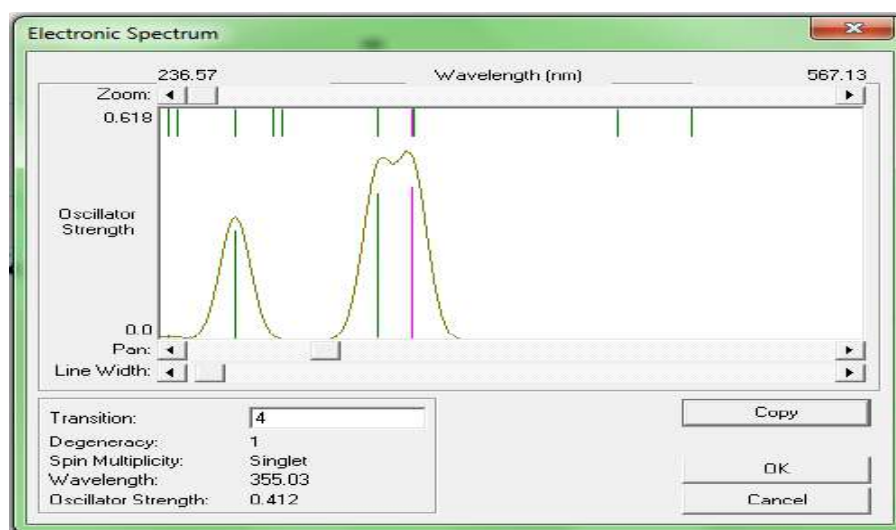 Electronic Spectrum
236.57 Wavelength (nm) 567.13
Zoom:
0.618
Oscillator
Strength
0.0
Pan:
Line Width:
Transition: 4
Degeneracy: 1
Spin Multiplicity: Singlet
Wavelength: 355.03
Oscillator Strength: 0.412
Copy
OK
Cancel